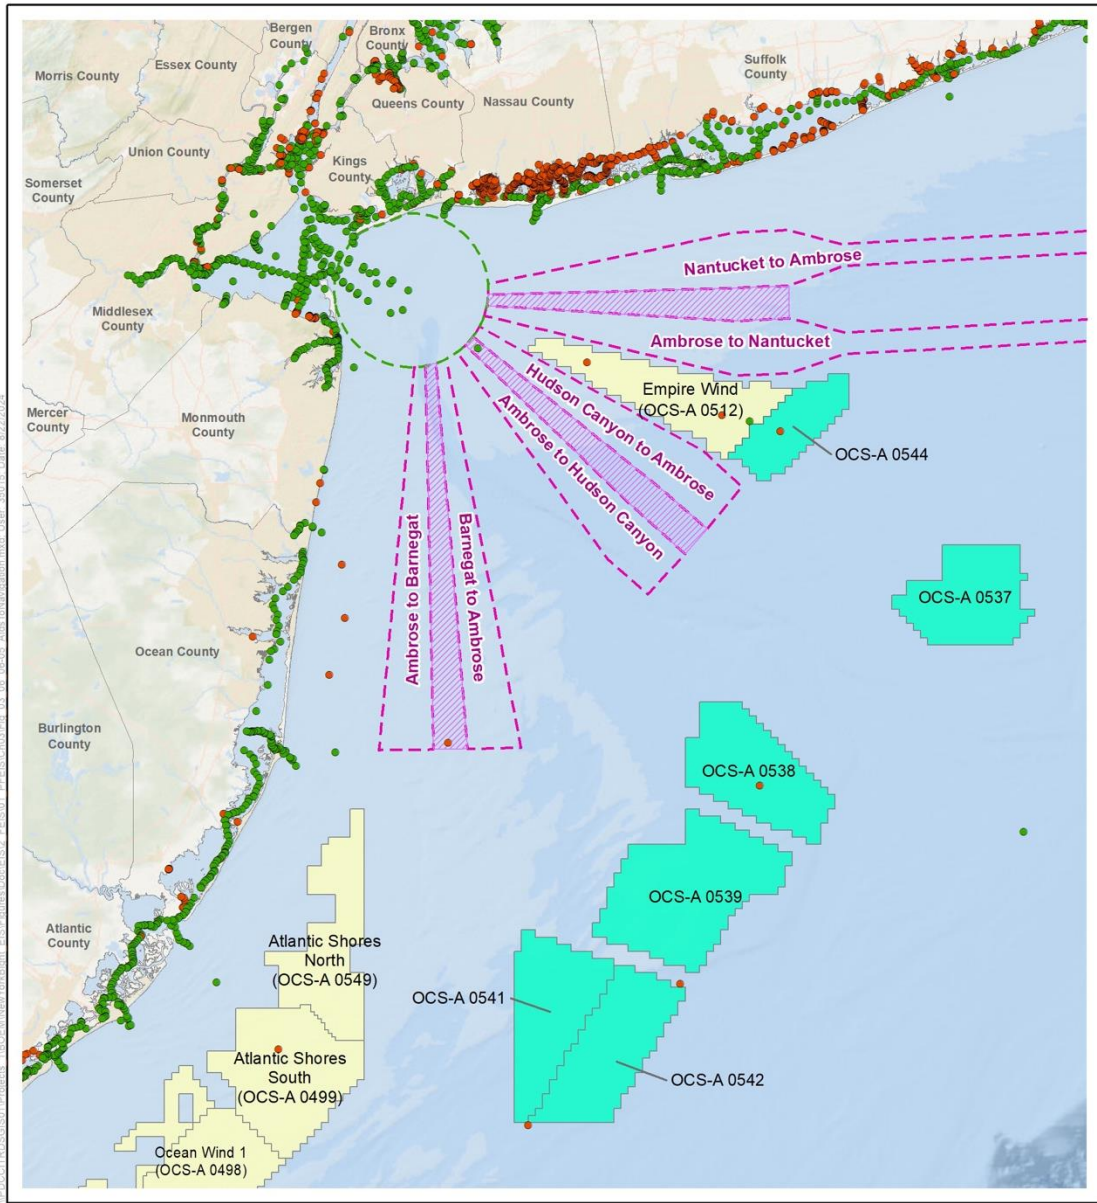 Bergen
County
Bronx
County
Essex County
Morris County
Suffolk
County
Queens County
Nassau County
Union County
Kings
County
Somerset
County
Nantucket to Ambrose
Middlesex
County
Ambrose to Nantucket
Hudson Canyon to Ambrose
Ambrose to Hudson Canyon
Empire Wind
(OCS-A 0512)
Mercer
County
Monmouth
County
OCS-A 0544
Ambrose to Barnegat
Barnegat to Ambrose
OCS-A 0537
Ocean County
Burlington
County
OCS-A 0538
OCS-A 0539
Atlantic
County
Atlantic Shores
North
(OCS-A 0549)
OCS-A 0541
Atlantic Shores
South
(OCS-A 0499)
OCS-A 0542
Ocean Wind 1
(OCS-A 0498)